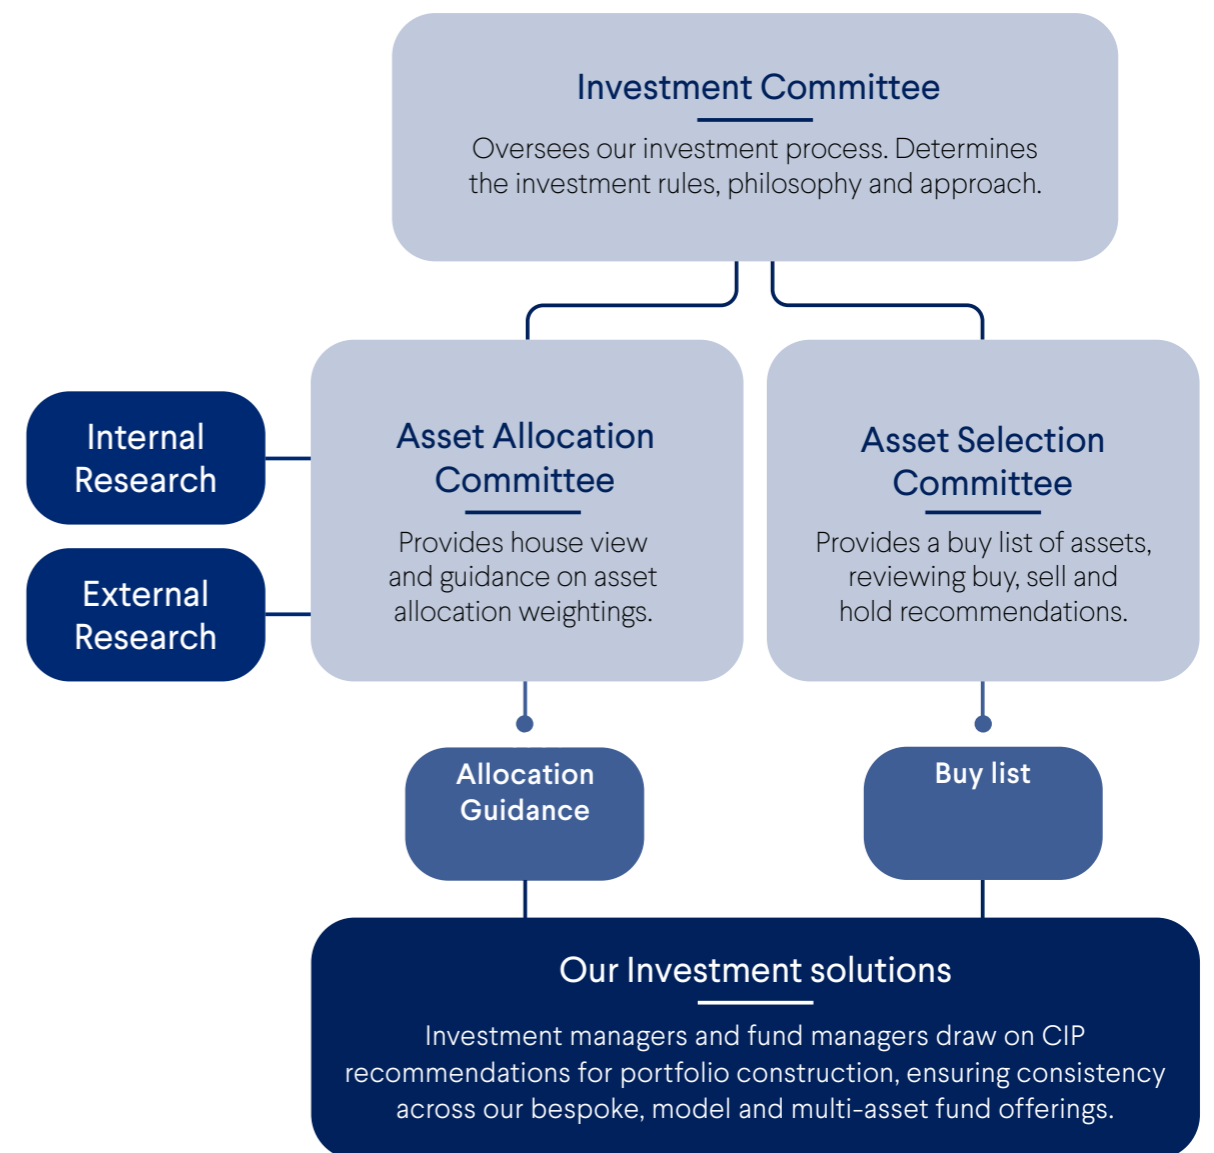 Investment Committee
Oversees our investment process. Determines
the investment rules, philosophy and approach.
Internal
Research
External
Research
Asset Allocation
Committee
Provides house view
and guidance on asset
allocation weightings.
Asset Selection
Committee
Provides a buy list of assets,
reviewing buy, sell and
hold recommendations.
Allocation
Guidance
Buy list
Our Investment solutions
Investment managers and fund managers draw on CIP
recommendations for portfolio construction, ensuring consistency
across our bespoke, model and multi-asset fund offerings.